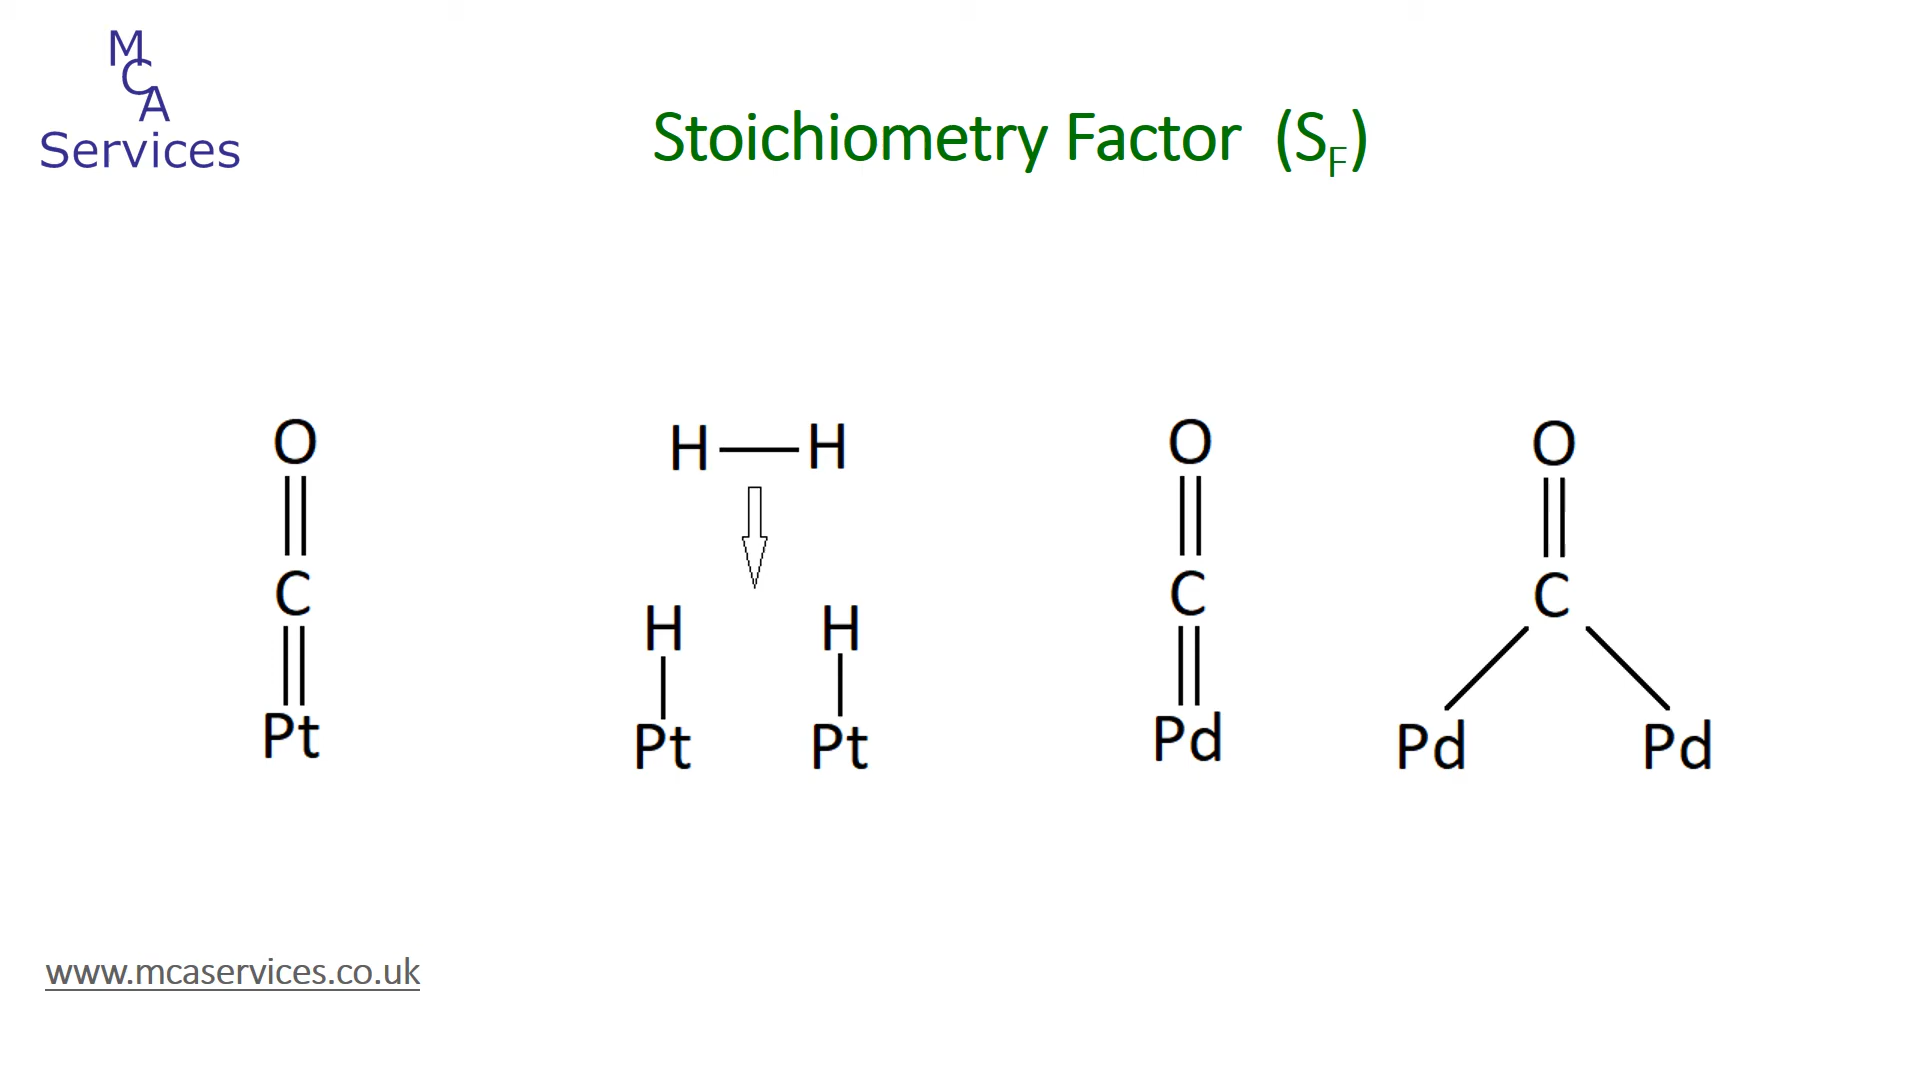 M
C
A
Services
Stoichiometry Factor (SF)
O H H O O
C H H C C
Pt Pt Pt Pd Pd Pd
www.mcaservices.co.uk